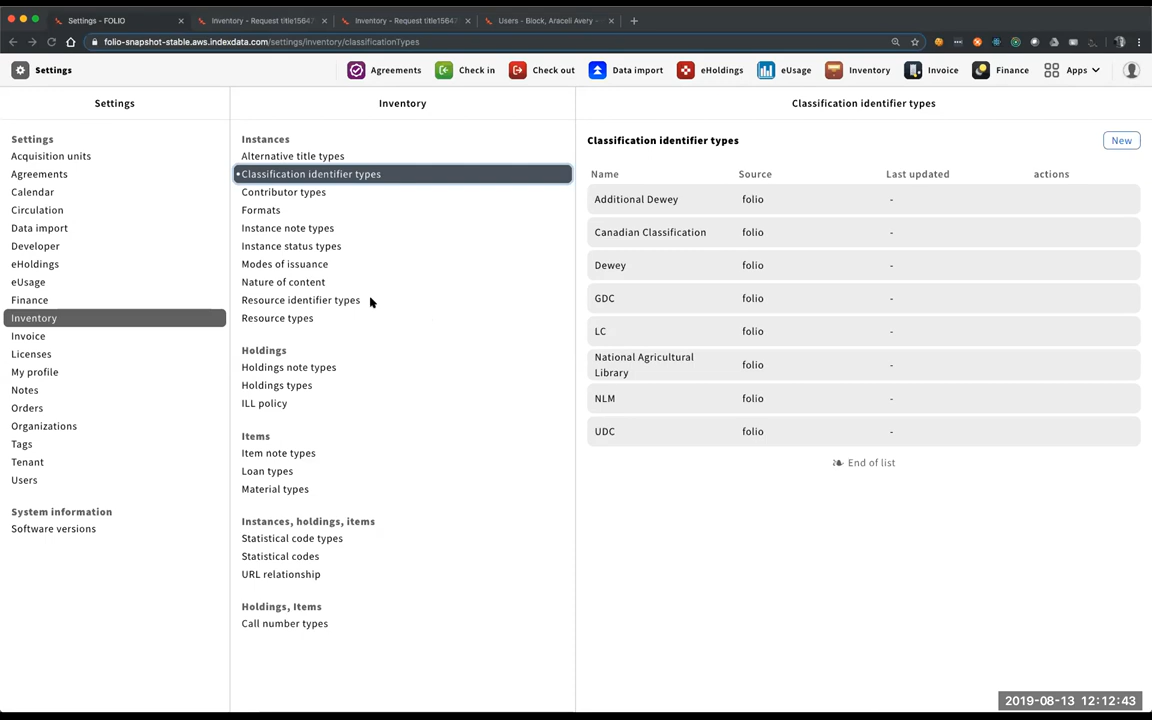 Settings - FOLIO
Inventory - Request title15647
Inventory - Request title15647
Users - Block, Araceli Avery
folio-snapshot-stable.aws.indexdata.com/settings/inventory/classificationTypes
Settings
Agreements
Check in
Check out
Data import
eHoldings
eUsage
Inventory
Invoice
Finance
Apps
Settings
Settings
Acquisition units
Agreements
Calendar
Circulation
Data import
Developer
eHoldings
eUsage
Finance
Inventory
Invoice
Licenses
My profile
Notes
Orders
Organizations
Tags
Tenant
Users
System information
Software versions
Inventory
Instances
Alternative title types
•Classification identifier types
Contributor types
Formats
Instance note types
Instance status types
Modes of issuance
Nature of content
Resource identifier types
Resource types
Holdings
Holdings note types
Holdings types
ILL policy
Items
Item note types
Loan types
Material types
Instances, holdings, items
Statistical code types
Statistical codes
URL relationship
Holdings, Items
Call number types
Classification identifier types
Classification identifier types
New
Name Source Last updated actions
Additional Dewey folio -
Canadian Classification folio -
Dewey folio -
GDC folio -
LC folio -
National Agricultural
Library folio -
NLM folio -
UDC folio -
End of list
2019-08-13 12:12:43